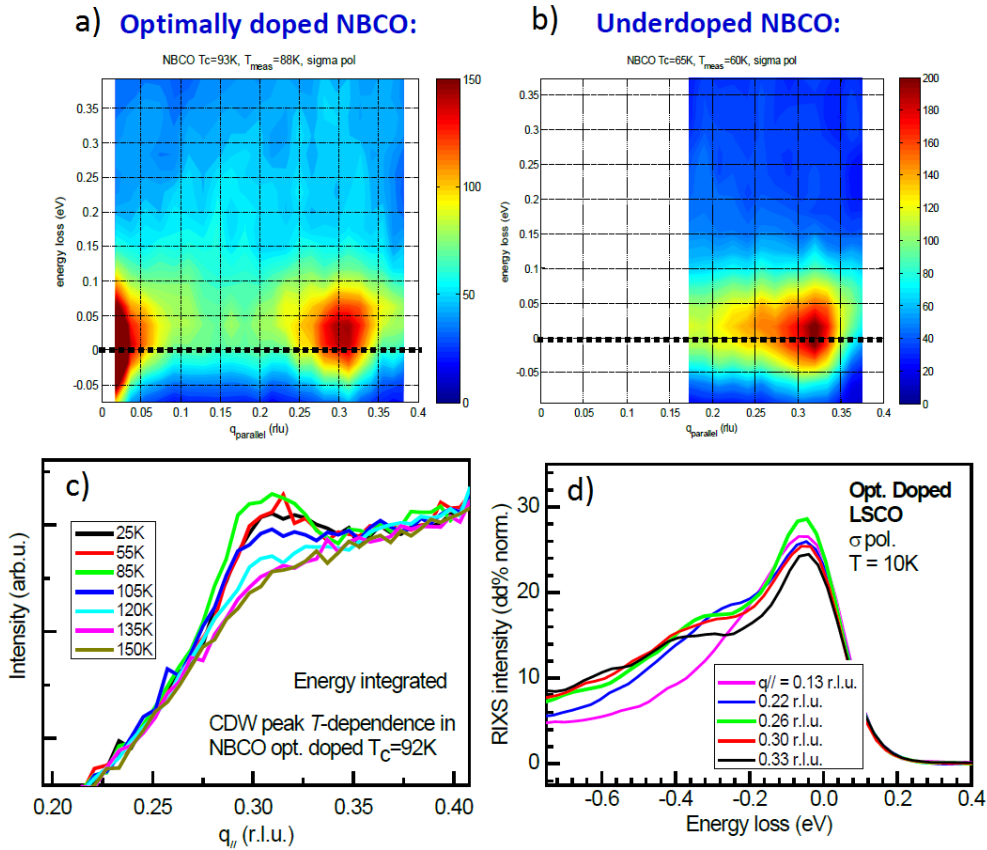 a) Optimally doped NBCO:
NBCO Tc=93K, T_meas=88K, sigma pol
0.35
0.3
0.25
0.2
0.15
0.1
0.05
0
-0.05
energy loss (eV)
0 0.05 0.1 0.15 0.2 0.25 0.3 0.35 0.4
q_parallel (rlu)
150
100
50
0
b) Underdoped NBCO:
NBCO Tc=65K, T_meas=60K, sigma pol
0.35
0.3
0.25
0.2
0.15
0.1
0.05
0
-0.05
energy loss (eV)
0 0.05 0.1 0.15 0.2 0.25 0.3 0.35 0.4
q_parallel (rlu)
200
180
160
140
120
100
80
60
40
20
0
c)
25K
55K
85K
105K
120K
135K
150K
Intensity (arb.u.)
Energy integrated
CDW peak T-dependence in
NBCO opt. doped T_c=92K
0.20 0.25 0.30 0.35 0.40
q_// (r.l.u.)
d)
Opt. Doped
LSCO
σ pol.
T = 10K
30
20
10
0
RIXS intensity (dd% norm.)
q// = 0.13 r.l.u.
0.22 r.l.u.
0.26 r.l.u.
0.30 r.l.u.
0.33 r.l.u.
-0.6 -0.4 -0.2 0.0 0.2 0.4
Energy loss (eV)